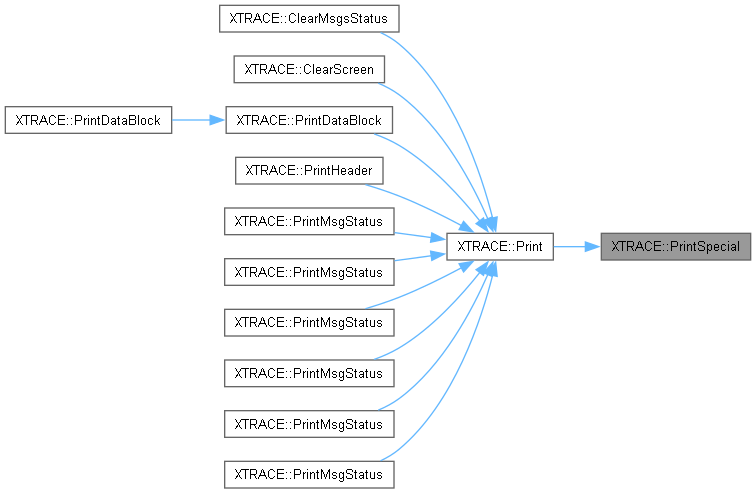 XTRACE::ClearMsgsStatus
XTRACE::ClearScreen
XTRACE::PrintDataBlock
XTRACE::PrintDataBlock
XTRACE::PrintHeader
XTRACE::PrintMsgStatus
XTRACE::Print
XTRACE::PrintSpecial
XTRACE::PrintMsgStatus
XTRACE::PrintMsgStatus
XTRACE::PrintMsgStatus
XTRACE::PrintMsgStatus
XTRACE::PrintMsgStatus